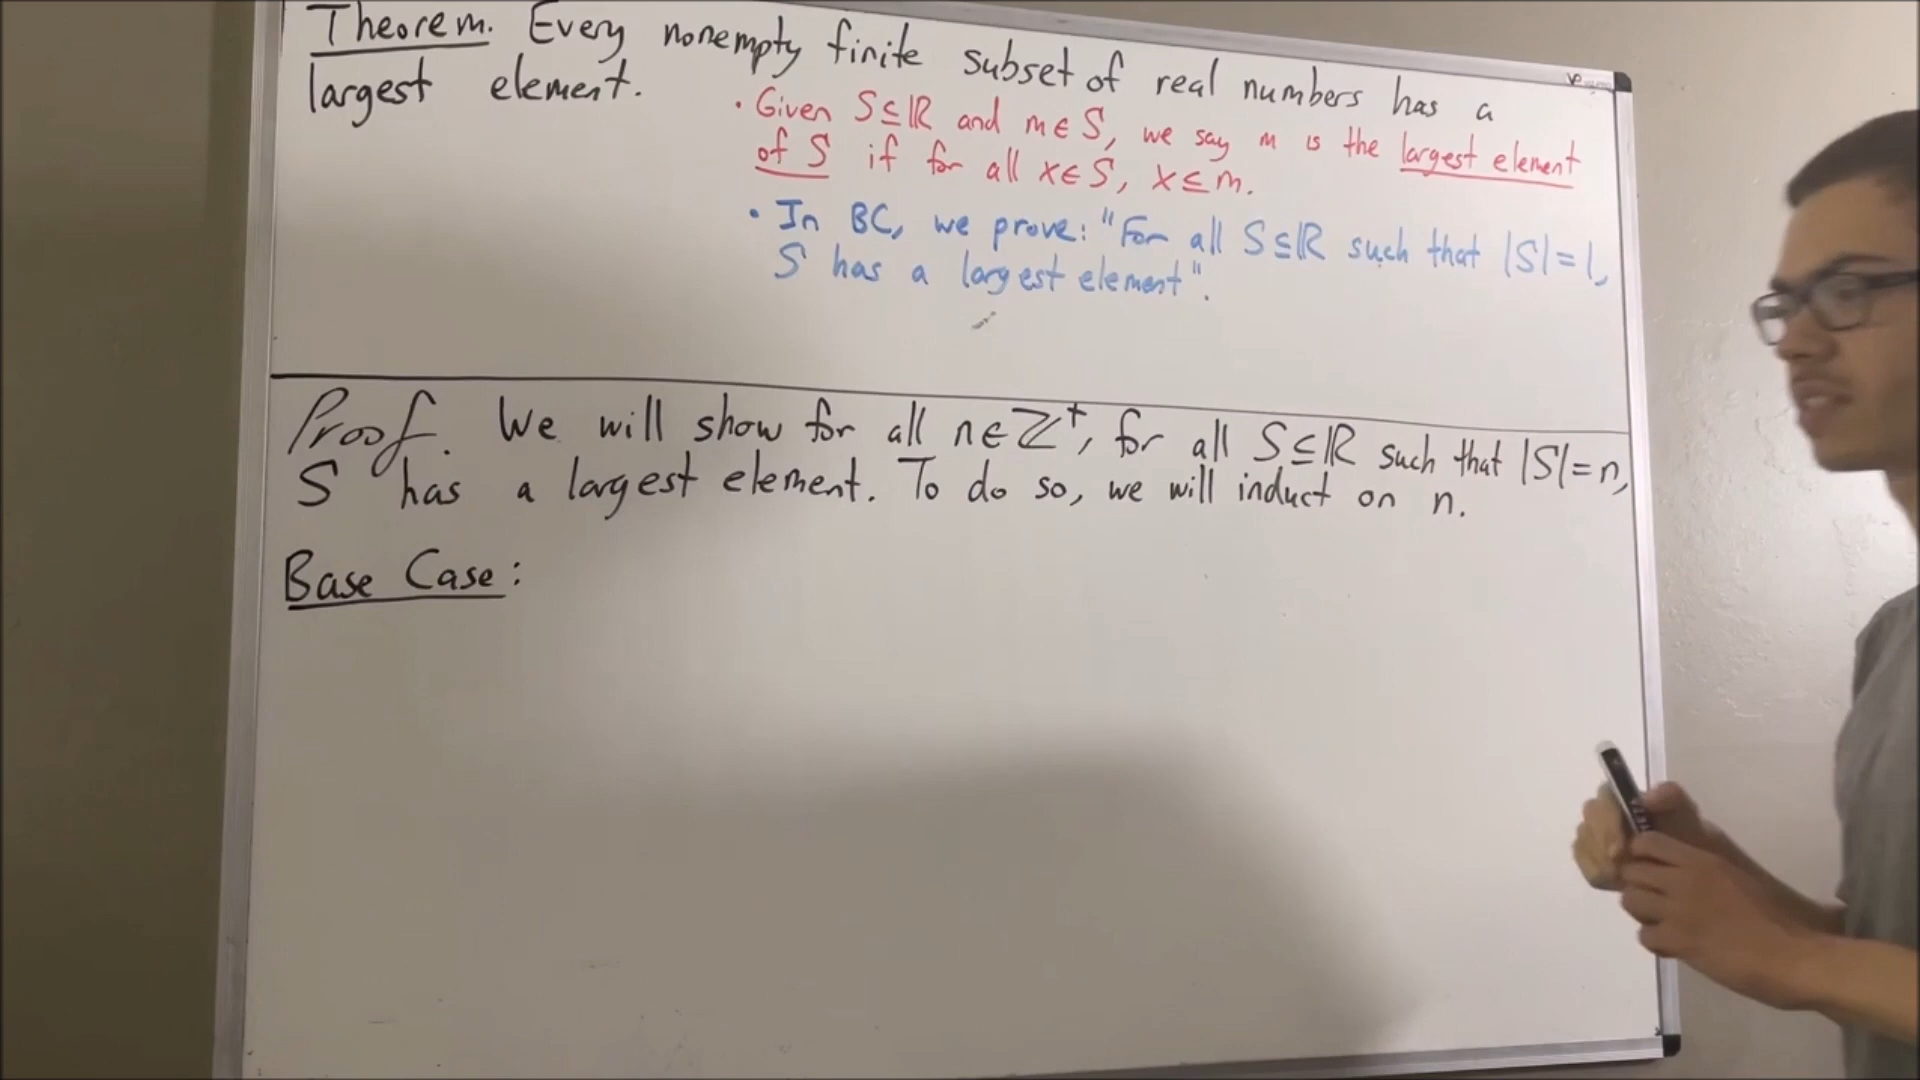 Theorem. Every nonempty finite subset of real numbers has a
largest element.
• Given S⊆ℝ and m∈S, we say m is the largest element
of S if for all x∈S, x≤m.
• In BC, we prove: "For all S⊆ℝ such that |S|=1,
S has a largest element".
Proof. We will show for all n∈ℤ⁺, for all S⊆ℝ such that |S|=n,
S has a largest element. To do so, we will induct on n.
Base Case: